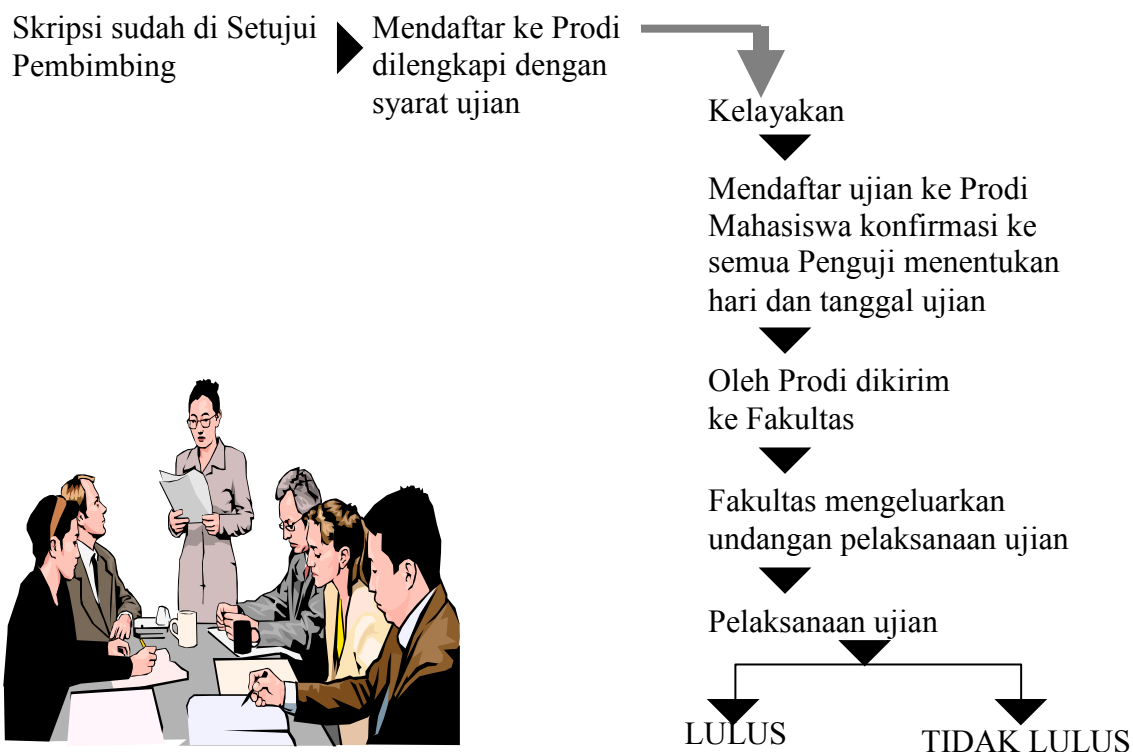 Skripsi sudah di Setujui
Pembimbing
Mendaftar ke Prodi
dilengkapi dengan
syarat ujian
Kelayakan
Mendaftar ujian ke Prodi
Mahasiswa konfirmasi ke
semua Penguji menentukan
hari dan tanggal ujian
Oleh Prodi dikirim
ke Fakultas
Fakultas mengeluarkan
undangan pelaksanaan ujian
Pelaksanaan ujian
LULUS
TIDAK LULUS